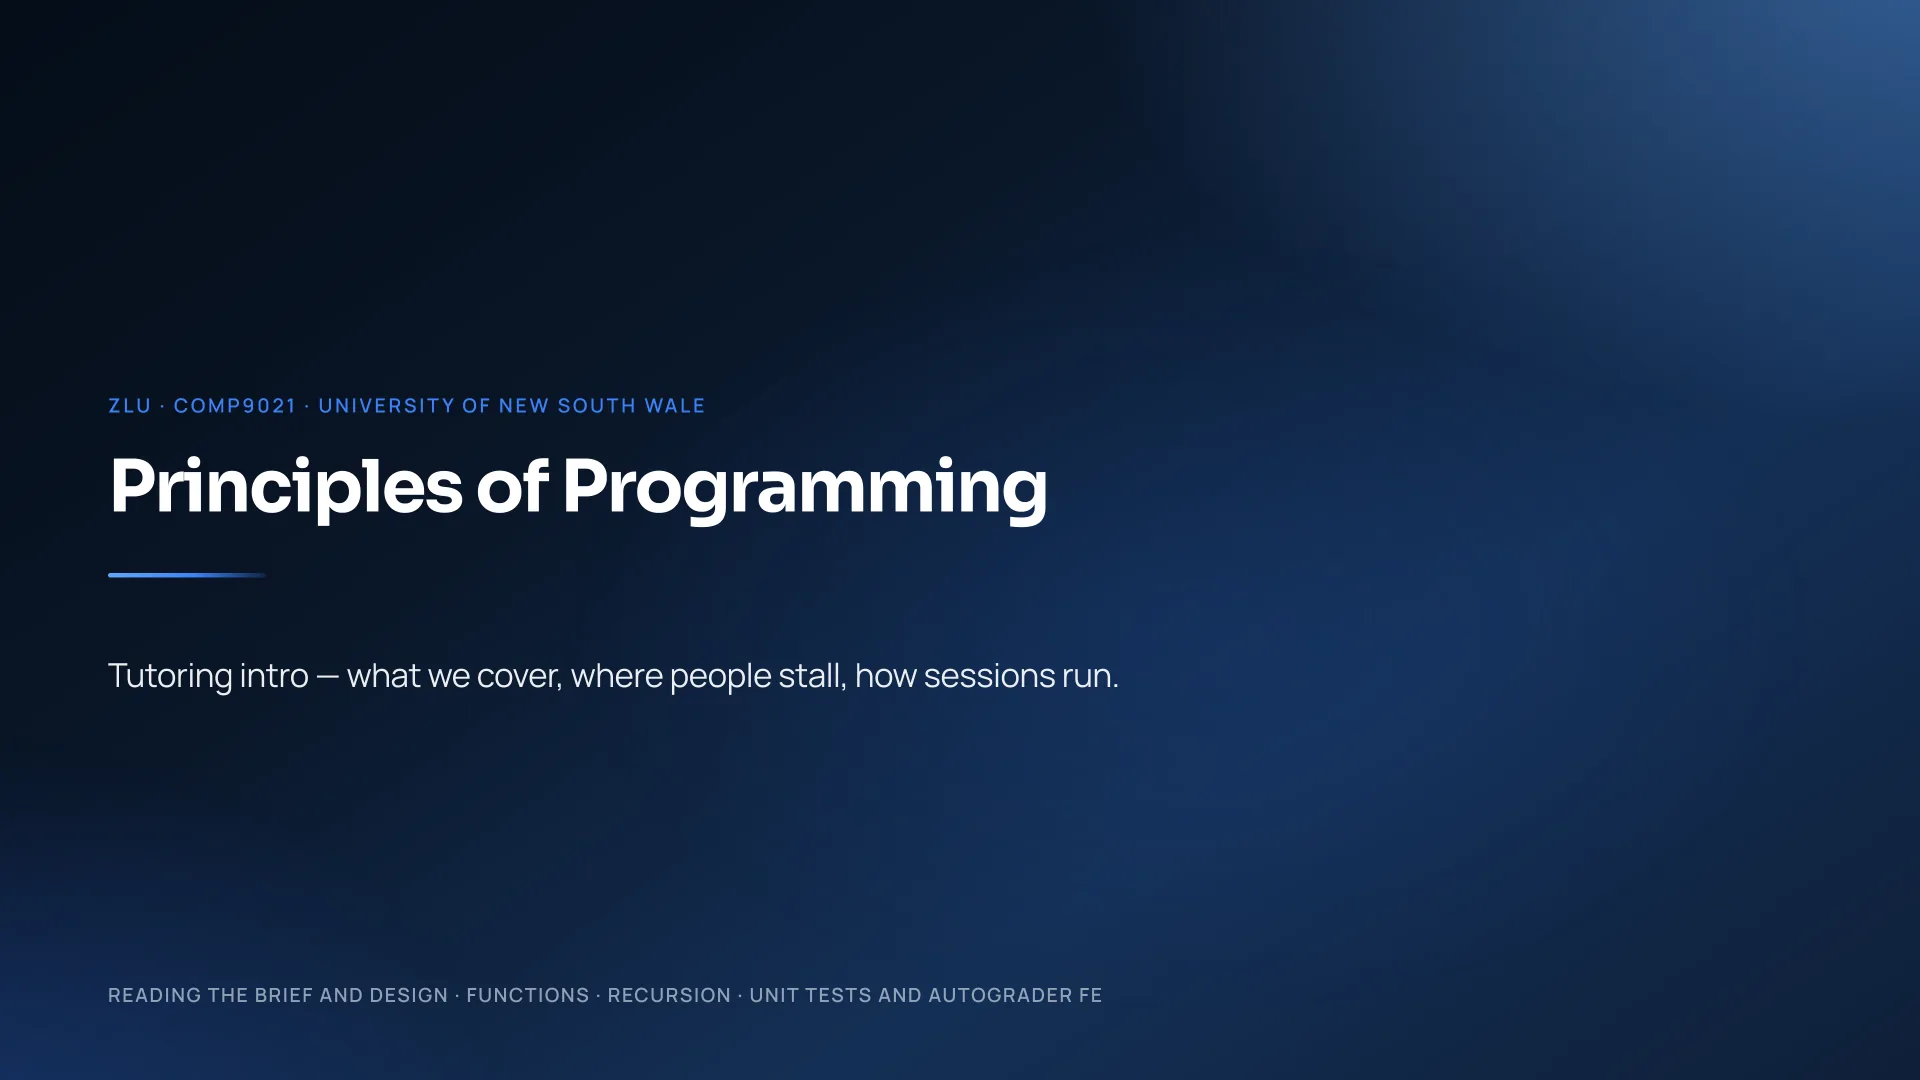 ZLU · COMP9021 · UNIVERSITY OF NEW SOUTH WALE
Principles of Programming
Tutoring intro — what we cover, where people stall, how sessions run.
READING THE BRIEF AND DESIGN · FUNCTIONS · RECURSION · UNIT TESTS AND AUTOGRADER FE